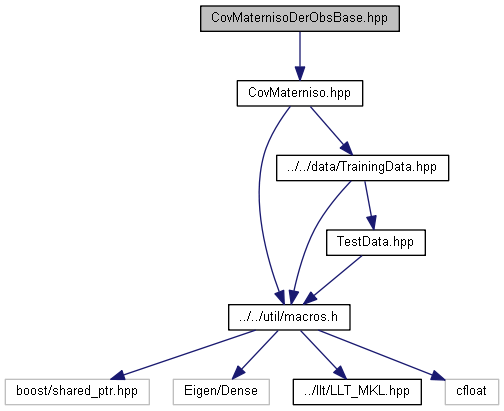 CovMaternisoDerObsBase.hpp
CovMaterniso.hpp
../../data/TrainingData.hpp
TestData.hpp
../../util/macros.h
boost/shared_ptr.hpp
Eigen/Dense
../llt/LLT_MKL.hpp
cfloat